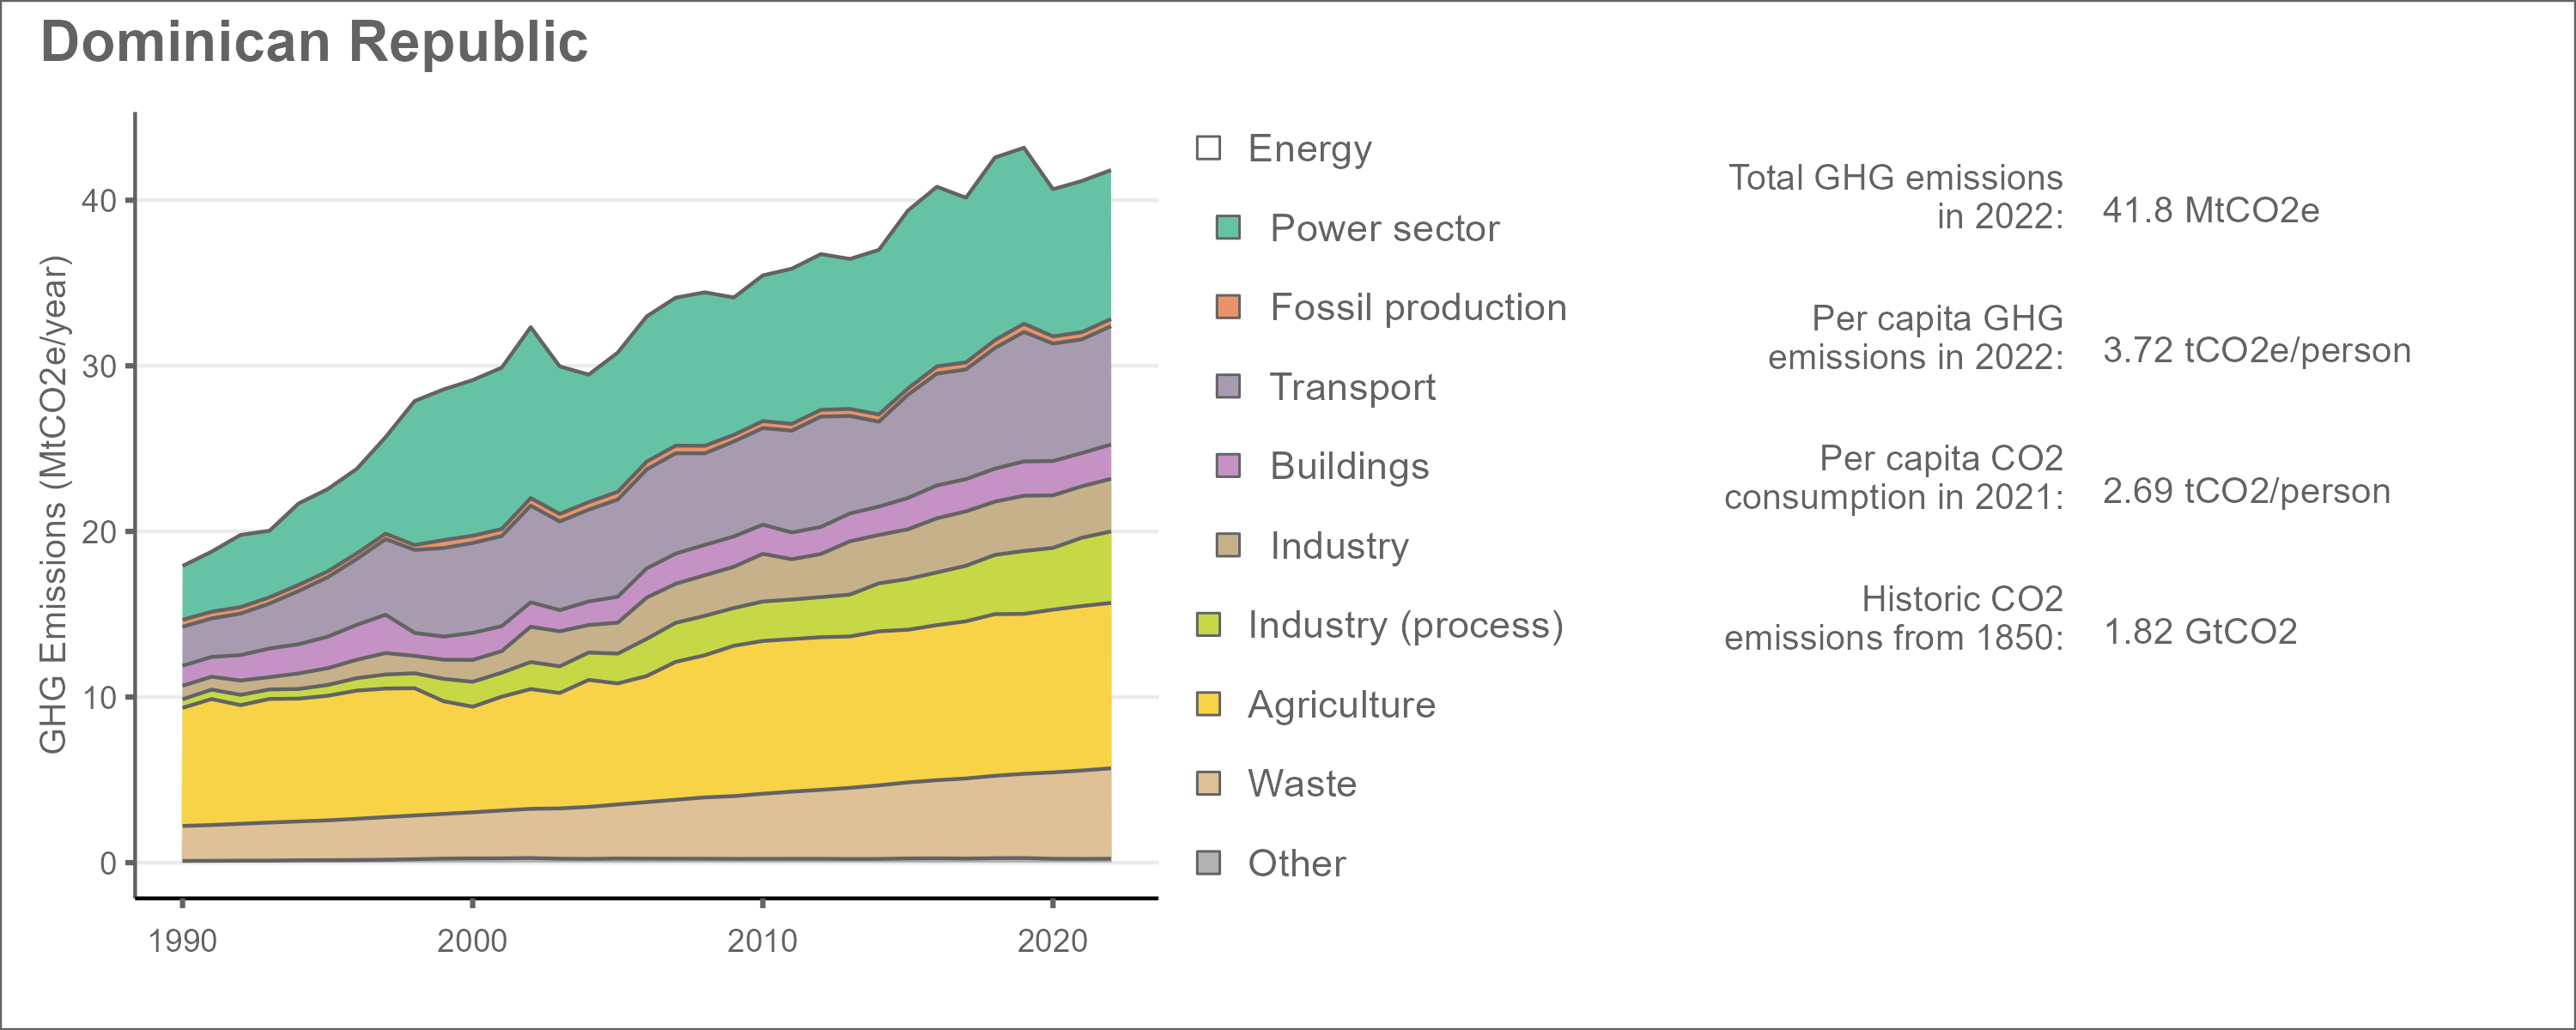 Dominican Republic
GHG Emissions (MtCO2e/year)
40
30
20
10
0
1990
2000
2010
2020
Energy
Power sector
Fossil production
Transport
Buildings
Industry
Industry (process)
Agriculture
Waste
Other
Total GHG emissions
in 2022:
41.8 MtCO2e
Per capita GHG
emissions in 2022:
3.72 tCO2e/person
Per capita CO2
consumption in 2021:
2.69 tCO2/person
Historic CO2
emissions from 1850:
1.82 GtCO2